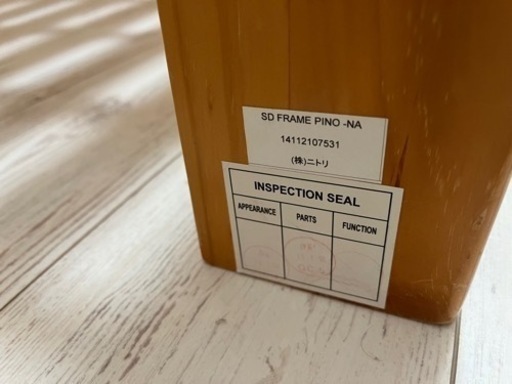 SD FRAME PINO -NA
14112107531
(株)ニトリ
INSPECTION SEAL
APPEARANCE PARTS FUNCTION